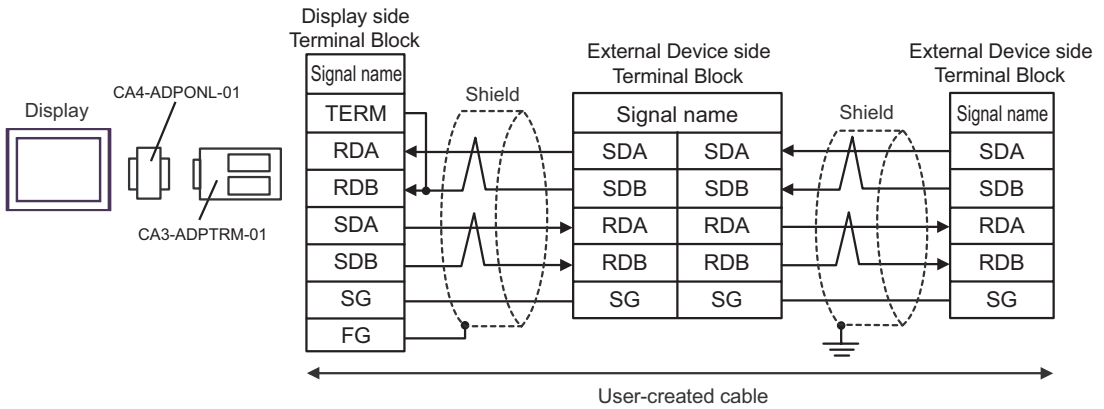 Display side
Terminal Block
External Device side
Terminal Block
External Device side
Terminal Block
Display
CA4-ADPONL-01
CA3-ADPTRM-01
Shield
Shield
Signal name
Signal name
Signal name
TERM
RDA SDA SDA SDA
RDB SDB SDB SDB
SDA RDA RDA RDA
SDB RDB RDB RDB
SG SG SG SG
FG
User-created cable